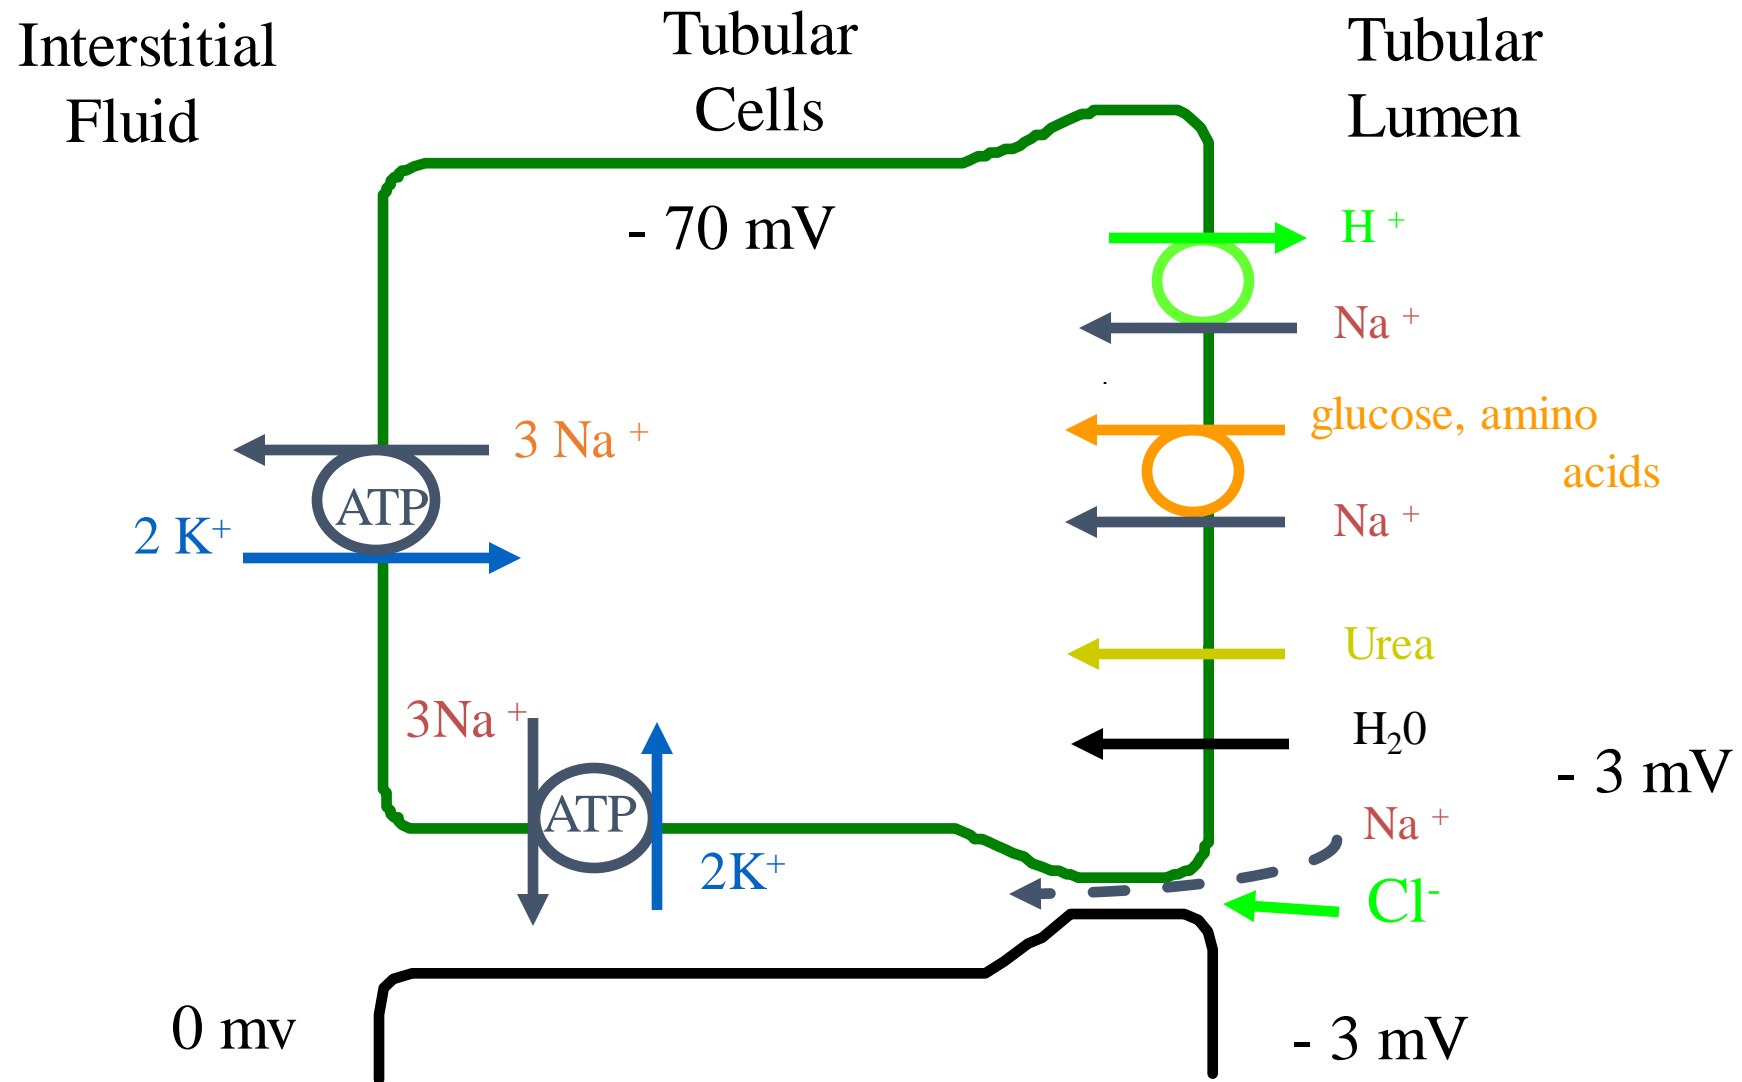 Interstitial
Fluid
Tubular
Cells
Tubular
Lumen
- 70 mV
H +
Na +
glucose, amino
acids
Na +
3 Na +
ATP
2 K+
Urea
3Na +
H20
- 3 mV
ATP
Na +
2K+
Cl-
0 mv
- 3 mV